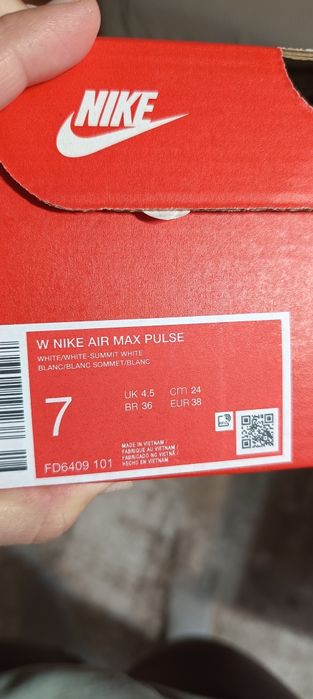 NIKE
W NIKE AIR MAX PULSE
WHITE/WHITE-SUMMIT WHITE
BLANC/BLANC SOMMET/BLANC
7
UK 4.5 cm 24
BR 36 EUR 38
MADE IN VIETNAM /
FABRIQUE AU VIETNAM /
FABRICADO NO VIETNÃ /
HECHO EN VIETNAM
FD6409 101